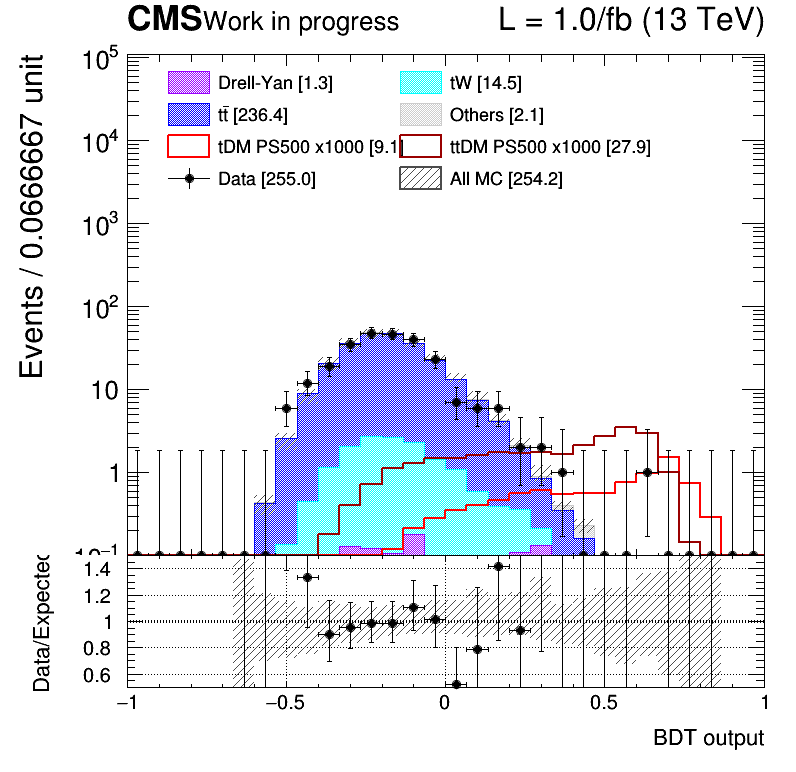 CMS Work in progress L = 1.0/fb (13 TeV)
Events / 0.0666667 unit
10^5
10^4
10^3
10^2
10
1
10^-1
Drell-Yan [1.3] tW [14.5]
tt̄ [236.4] Others [2.1]
tDM PS500 x1000 [9.1 ttDM PS500 x1000 [27.9]
Data [255.0] All MC [254.2]
Data/Expected
1.4
1.2
1
0.8
0.6
−1 −0.5 0 0.5 1
BDT output